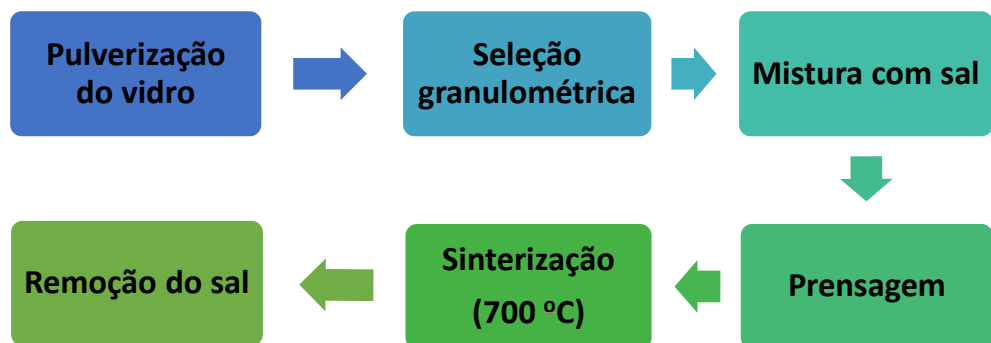 Pulverização
do vidro
Seleção
granulométrica
Mistura com sal
Prensagem
Sinterização
(700 ºC)
Remoção do sal